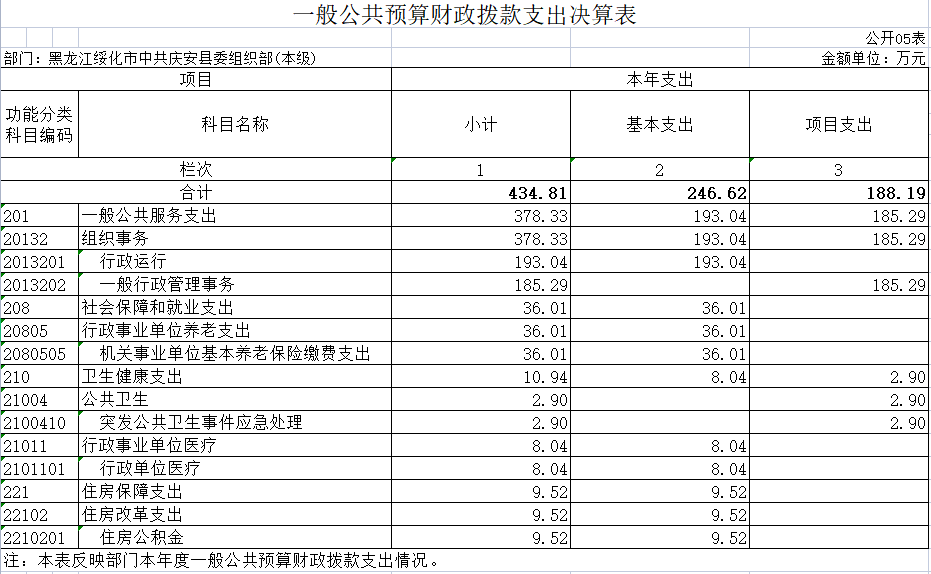 一般公共预算财政拨款支出决算表
公开05表
部门：黑龙江绥化市中共庆安县委组织部(本级) 金额单位：万元
项目 本年支出
功能分类科目编码 科目名称 小计 基本支出 项目支出
栏次 1 2 3
合计 434.81 246.62 188.19
201 一般公共服务支出 378.33 193.04 185.29
20132 组织事务 378.33 193.04 185.29
2013201 行政运行 193.04 193.04
2013202 一般行政管理事务 185.29 185.29
208 社会保障和就业支出 36.01 36.01
20805 行政事业单位养老支出 36.01 36.01
2080505 机关事业单位基本养老保险缴费支出 36.01 36.01
210 卫生健康支出 10.94 8.04 2.90
21004 公共卫生 2.90 2.90
2100410 突发公共卫生事件应急处理 2.90 2.90
21011 行政事业单位医疗 8.04 8.04
2101101 行政单位医疗 8.04 8.04
221 住房保障支出 9.52 9.52
22102 住房改革支出 9.52 9.52
2210201 住房公积金 9.52 9.52
注：本表反映部门本年度一般公共预算财政拨款支出情况。